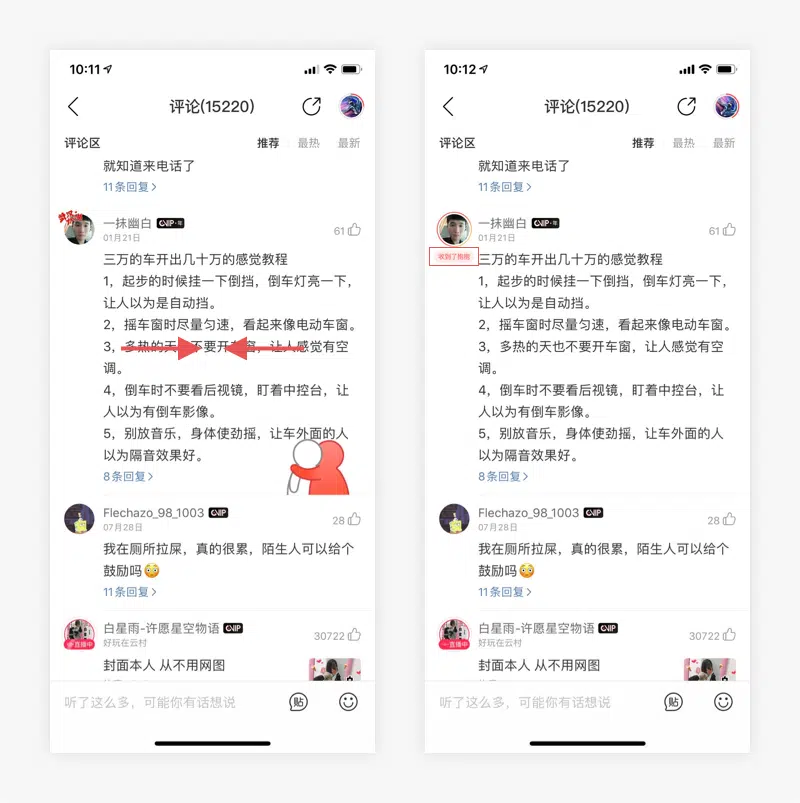 10:11
评论(15220)
评论区
推荐 最热 最新
就知道来电话了
11条回复
一抹幽白 VIP·年
01月21日
61
三万的车开出几十万的感觉教程
1，起步的时候挂一下倒挡，倒车灯亮一下，
让人以为是自动挡。
2，摇车窗时尽量匀速，看起来像电动车窗。
3，多热的天也不要开车窗，让人感觉有空
调。
4，倒车时不要看后视镜，盯着中控台，让
人以为有倒车影像。
5，别放音乐，身体使劲摇，让车外面的人
以为隔音效果好。
8条回复
Flechazo_98_1003 VIP
07月28日
28
我在厕所拉屎，真的很累，陌生人可以给个
鼓励吗
11条回复
白星雨-许愿星空物语 VIP
好玩在云村
30722
直播中
封面本人 从不用网图
听了这么多，可能你有话想说
贴
10:12
评论(15220)
评论区
推荐 最热 最新
就知道来电话了
11条回复
一抹幽白 VIP·年
01月21日
61
收到了抱抱
三万的车开出几十万的感觉教程
1，起步的时候挂一下倒挡，倒车灯亮一下，
让人以为是自动挡。
2，摇车窗时尽量匀速，看起来像电动车窗。
3，多热的天也不要开车窗，让人感觉有空
调。
4，倒车时不要看后视镜，盯着中控台，让
人以为有倒车影像。
5，别放音乐，身体使劲摇，让车外面的人
以为隔音效果好。
8条回复
Flechazo_98_1003 VIP
07月28日
28
我在厕所拉屎，真的很累，陌生人可以给个
鼓励吗
11条回复
白星雨-许愿星空物语 VIP
好玩在云村
30722
直播中
封面本人 从不用网图
听了这么多，可能你有话想说
贴